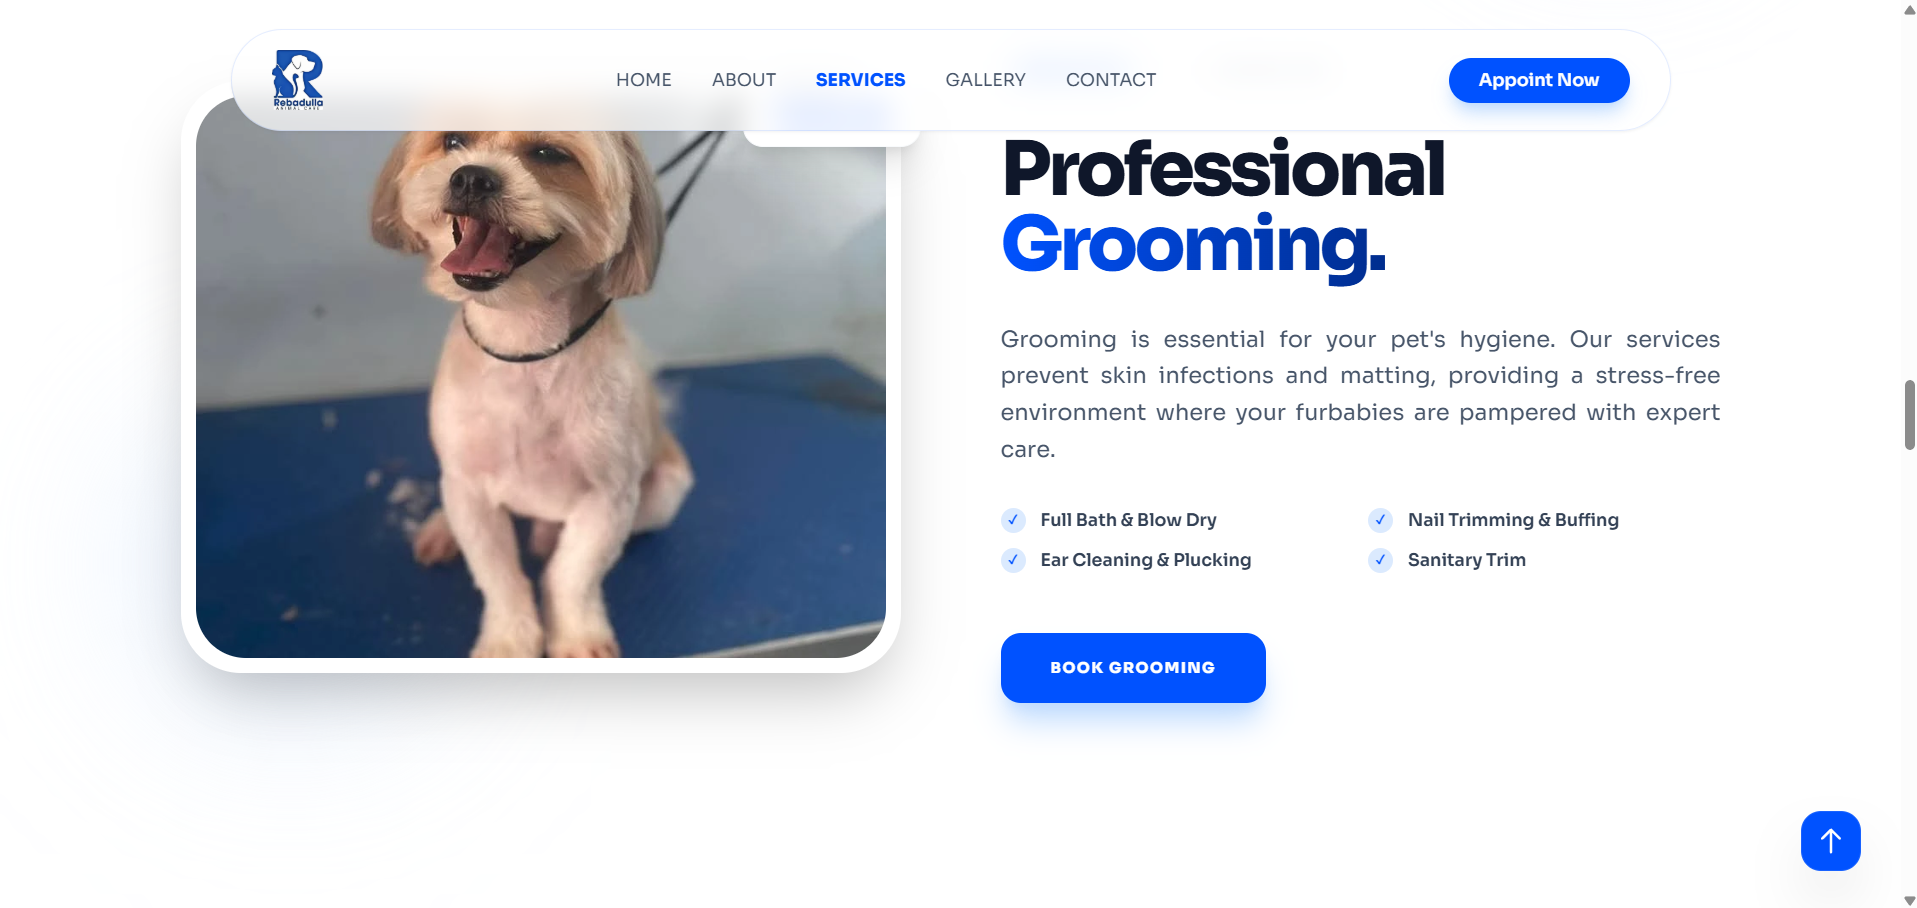 Rebadulla
ANIMAL CARE
HOME ABOUT SERVICES GALLERY CONTACT
Appoint Now
Professional
Grooming.
Grooming is essential for your pet's hygiene. Our services
prevent skin infections and matting, providing a stress-free
environment where your furbabies are pampered with expert
care.
✓ Full Bath & Blow Dry
✓ Nail Trimming & Buffing
✓ Ear Cleaning & Plucking
✓ Sanitary Trim
BOOK GROOMING